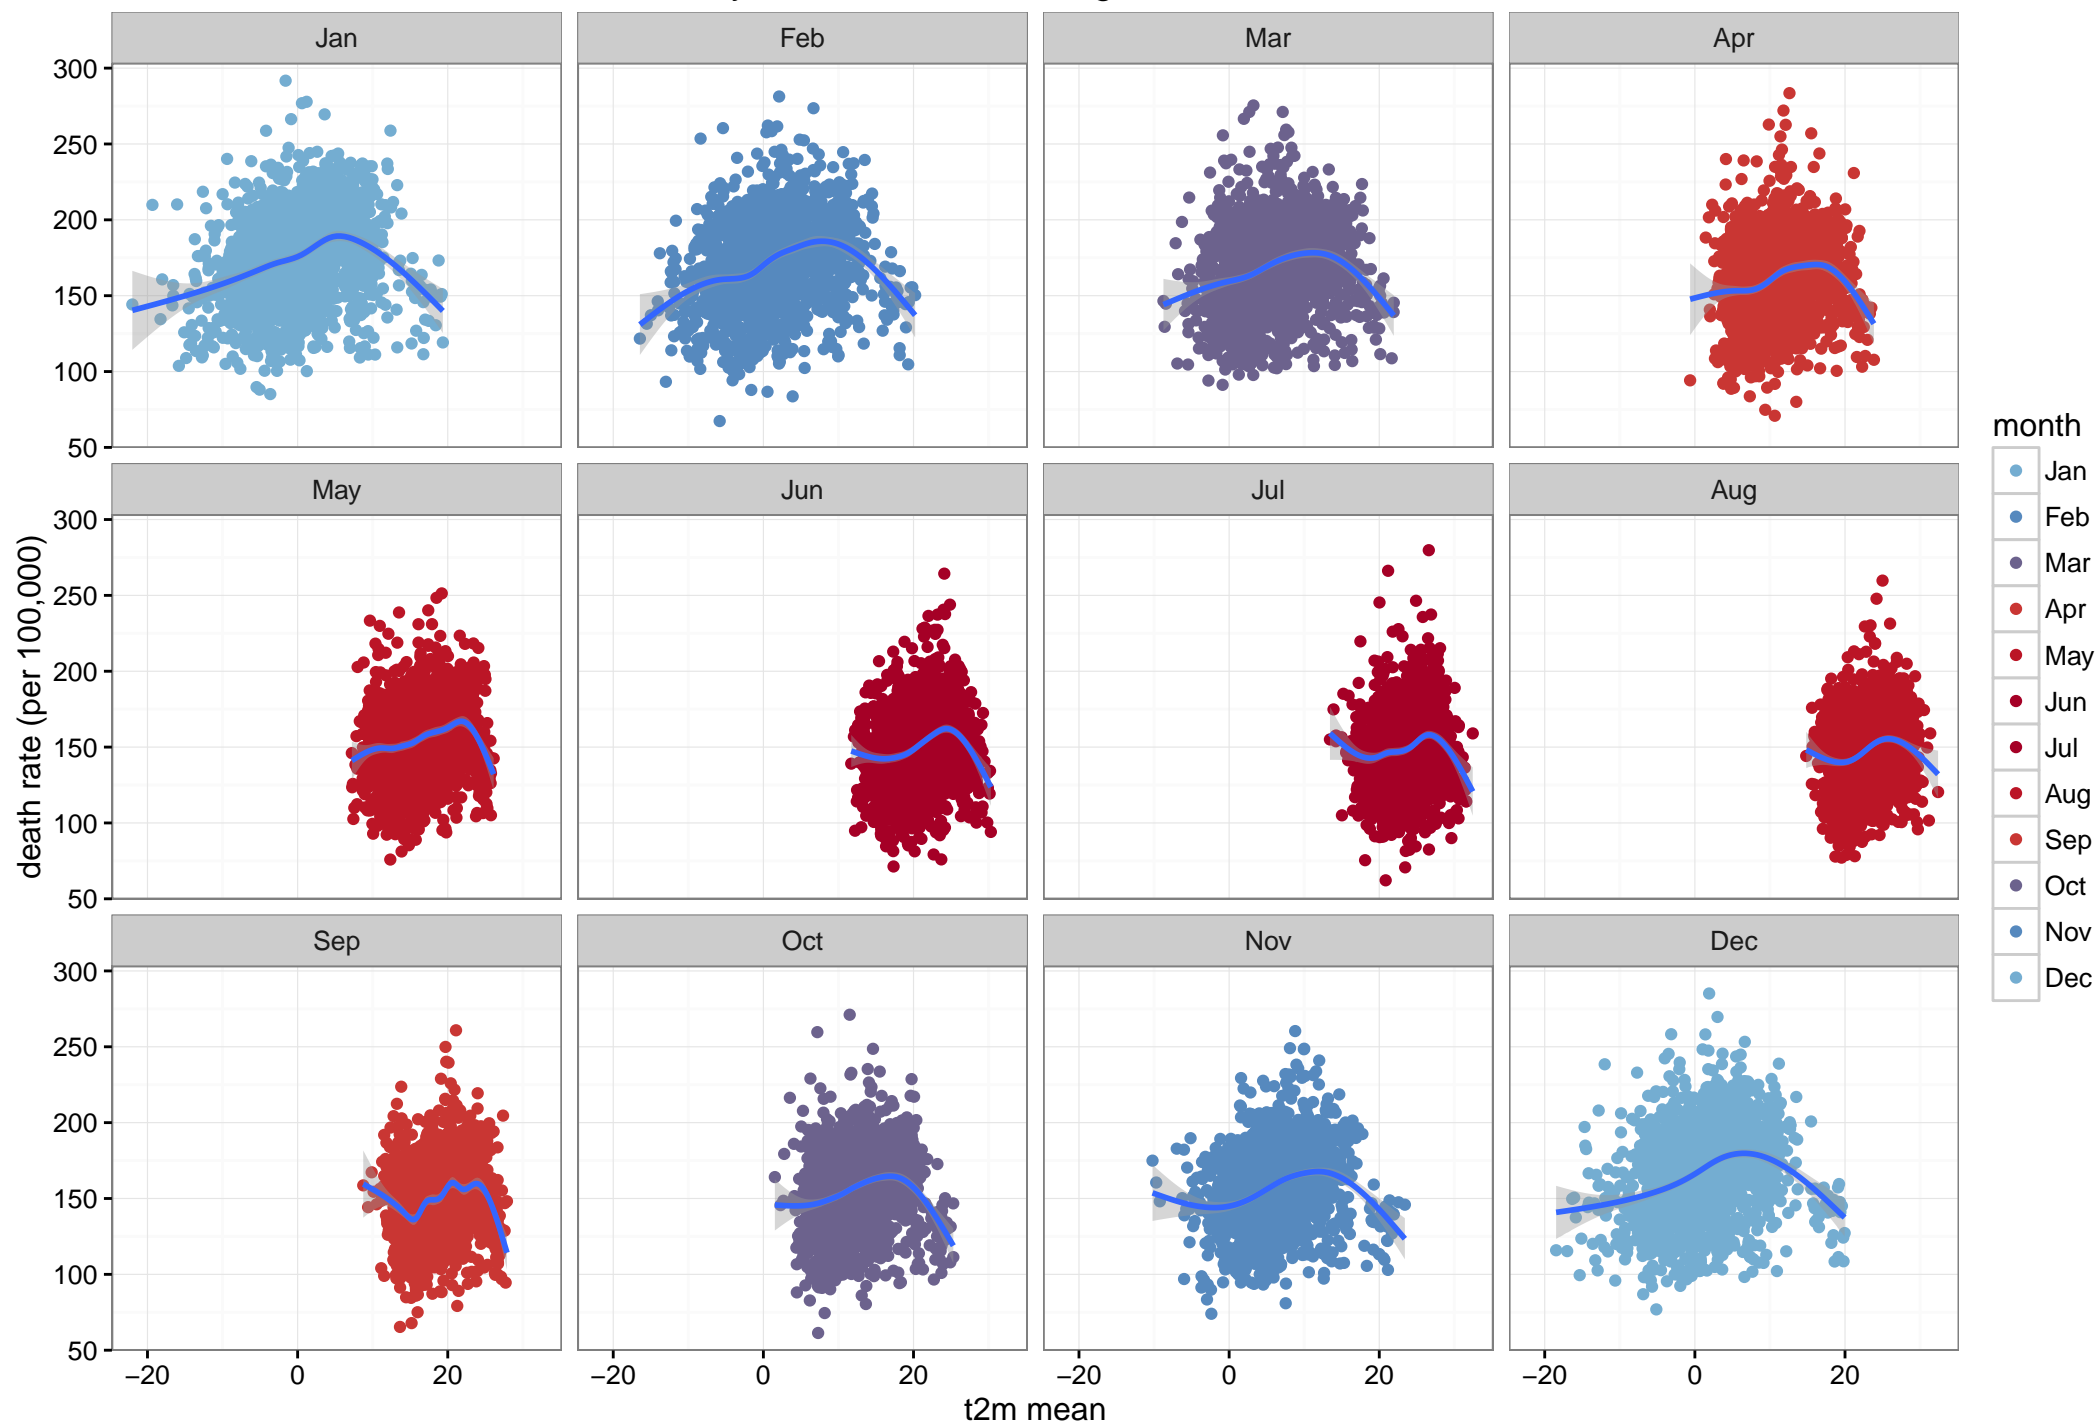 Jan Feb Mar Apr
300
250
200
150
100
50
May Jun Jul Aug
300
250
200
150
100
50
Sep Oct Nov Dec
300
250
200
150
100
50
−20 0 20 −20 0 20 −20 0 20 −20 0 20
t2m mean
death rate (per 100,000)
month
Jan
Feb
Mar
Apr
May
Jun
Jul
Aug
Sep
Oct
Nov
Dec